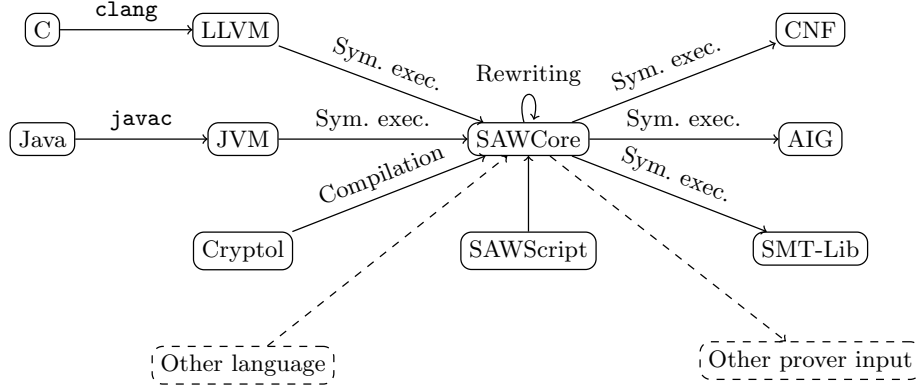 clang
C
LLVM
CNF
Sym. exec.
Rewriting
Sym. exec.
Java
javac
JVM
Sym. exec.
SAWCore
Sym. exec.
AIG
Compilation
Sym. exec.
Cryptol
SAWScript
SMT-Lib
Other language
Other prover input